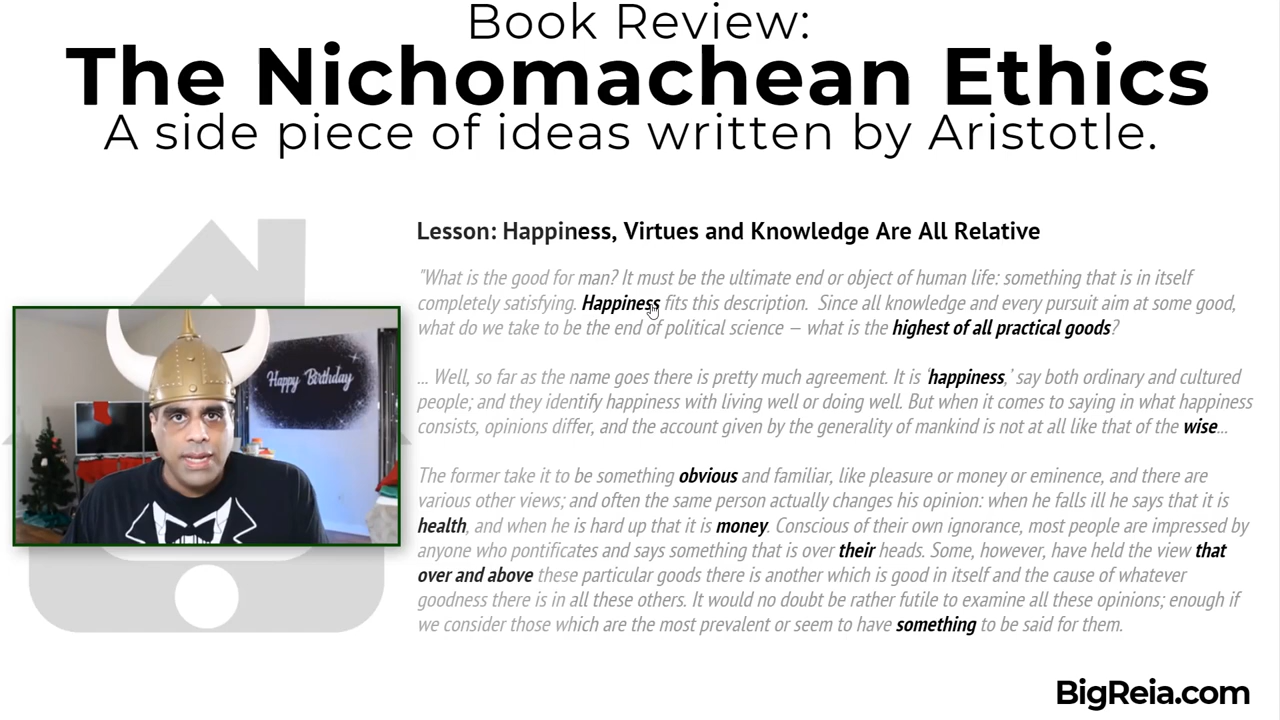 Book Review:
The Nichomachean Ethics
A side piece of ideas written by Aristotle.
Lesson: Happiness, Virtues and Knowledge Are All Relative
"What is the good for man? It must be the ultimate end or object of human life: something that is in itself
completely satisfying. Happiness fits this description. Since all knowledge and every pursuit aim at some good,
what do we take to be the end of political science – what is the highest of all practical goods?
... Well, so far as the name goes there is pretty much agreement. It is 'happiness,' say both ordinary and cultured
people; and they identify happiness with living well or doing well. But when it comes to saying in what happiness
consists, opinions differ, and the account given by the generality of mankind is not at all like that of the wise...
The former take it to be something obvious and familiar, like pleasure or money or eminence, and there are
various other views; and often the same person actually changes his opinion: when he falls ill he says that it is
health, and when he is hard up that it is money. Conscious of their own ignorance, most people are impressed by
anyone who pontificates and says something that is over their heads. Some, however, have held the view that
over and above these particular goods there is another which is good in itself and the cause of whatever
goodness there is in all these others. It would no doubt be rather futile to examine all these opinions; enough if
we consider those which are the most prevalent or seem to have something to be said for them.
Happy Birthday
BigReia.com